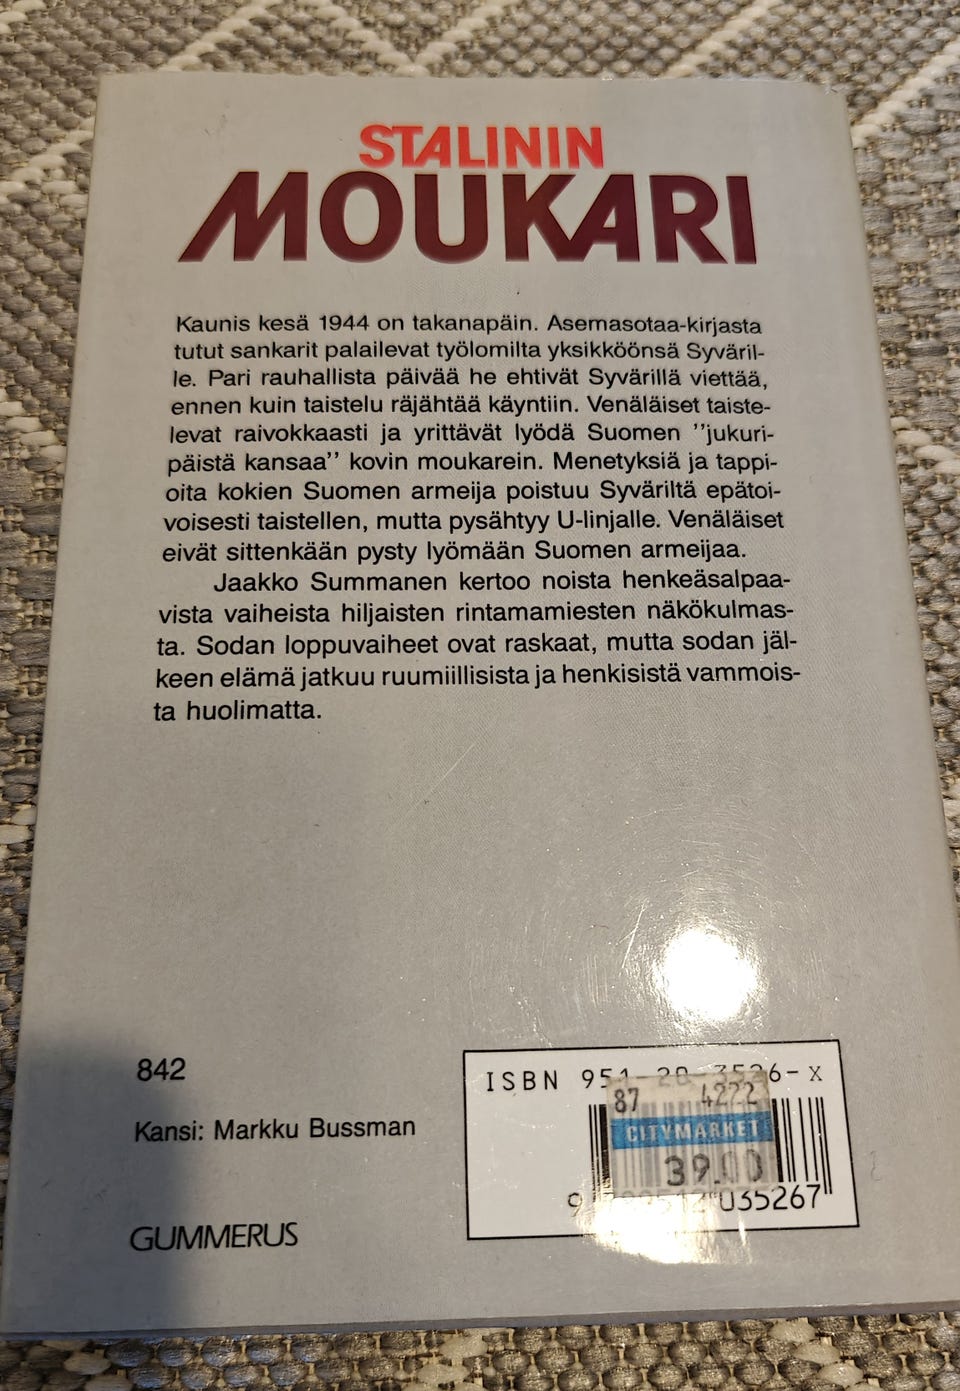 STALININ
MOUKARI
Kaunis kesä 1944 on takanapäin. Asemasotaa-kirjasta
tutut sankarit palailevat työlomilta yksikköönsä Syväril-
le. Pari rauhallista päivää he ehtivät Syvärillä viettää,
ennen kuin taistelu räjähtää käyntiin. Venäläiset taiste-
levat raivokkaasti ja yrittävät lyödä Suomen ''jukuri-
päistä kansaa'' kovin moukarein. Menetyksiä ja tappi-
oita kokien Suomen armeija poistuu Syväriltä epätoi-
voisesti taistellen, mutta pysähtyy U-linjalle. Venäläiset
eivät sittenkään pysty lyömään Suomen armeijaa.
Jaakko Summanen kertoo noista henkeäsalpaa-
vista vaiheista hiljaisten rintamamiesten näkökulmas-
ta. Sodan loppuvaiheet ovat raskaat, mutta sodan jäl-
keen elämä jatkuu ruumiillisista ja henkisistä vammois-
ta huolimatta.
842
Kansi: Markku Bussman
GUMMERUS
ISBN 951-20-3526-X
87 4222
CITYMARKET
39.00
9 035267